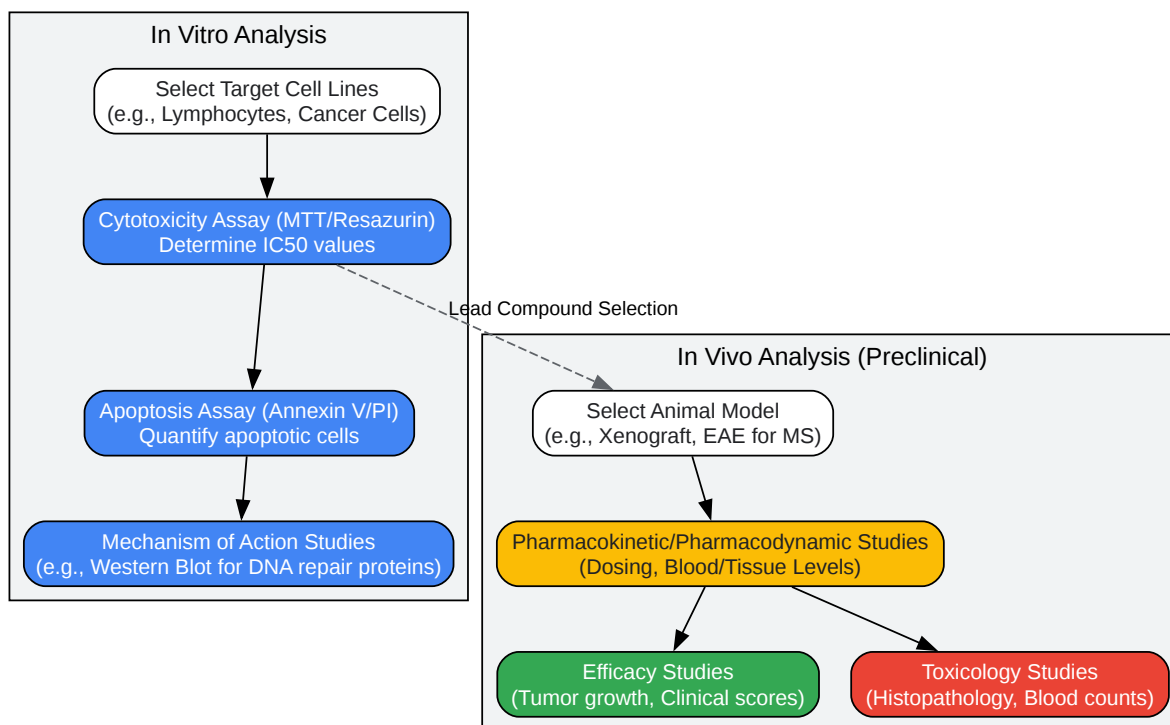 In Vitro Analysis
Select Target Cell Lines
(e.g., Lymphocytes, Cancer Cells)
Cytotoxicity Assay (MTT/Resazurin)
Determine IC50 values
Lead Compound Selection
Apoptosis Assay (Annexin V/PI)
Quantify apoptotic cells
Mechanism of Action Studies
(e.g., Western Blot for DNA repair proteins)
In Vivo Analysis (Preclinical)
Select Animal Model
(e.g., Xenograft, EAE for MS)
Pharmacokinetic/Pharmacodynamic Studies
(Dosing, Blood/Tissue Levels)
Efficacy Studies
(Tumor growth, Clinical scores)
Toxicology Studies
(Histopathology, Blood counts)